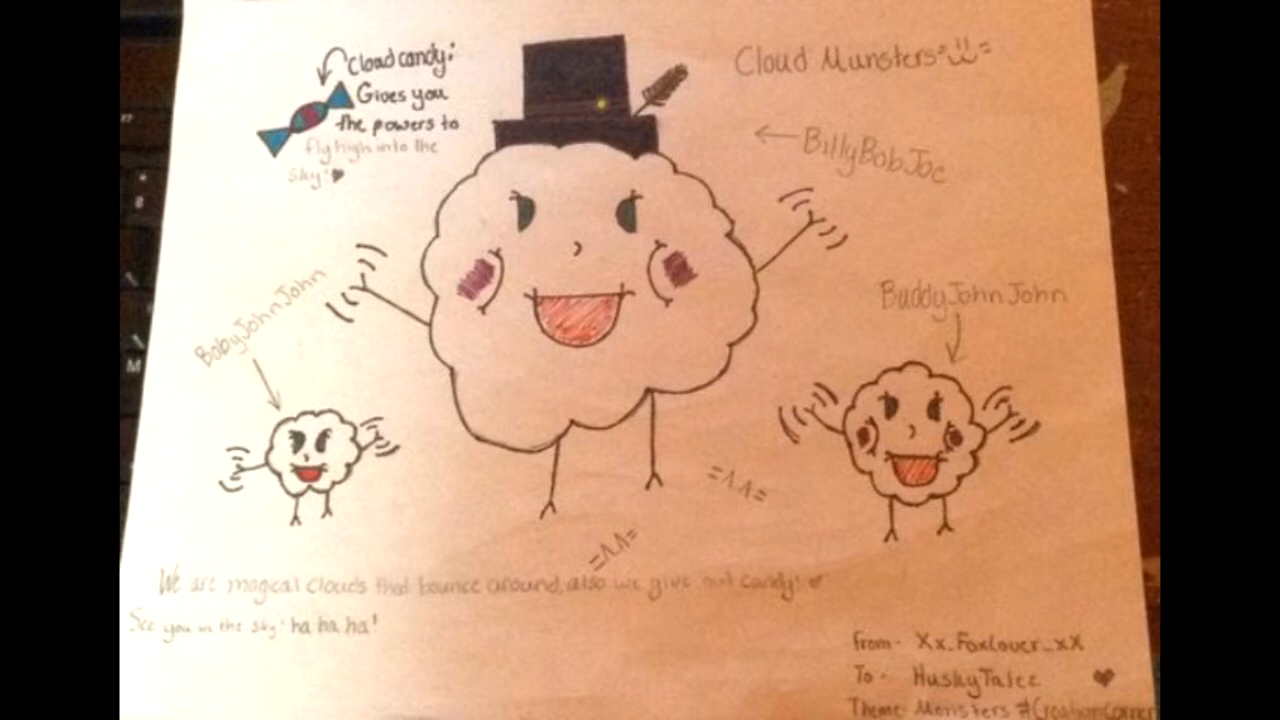 Cloud candy:
Gives you
the powers to
fly high into the
sky! ♥
Cloud Munsters =:)=
← BillyBobJoe
BobyJohnJohn
BuddyJohnJohn
=^.^=
=^.^=
We are magical clouds that bounce around, also we give out candy! ♥
See you in the sky! ha ha ha!
From - Xx_Foxlover_xX
To - HuskyTalez ♥
Theme - Monsters #CreationCorner